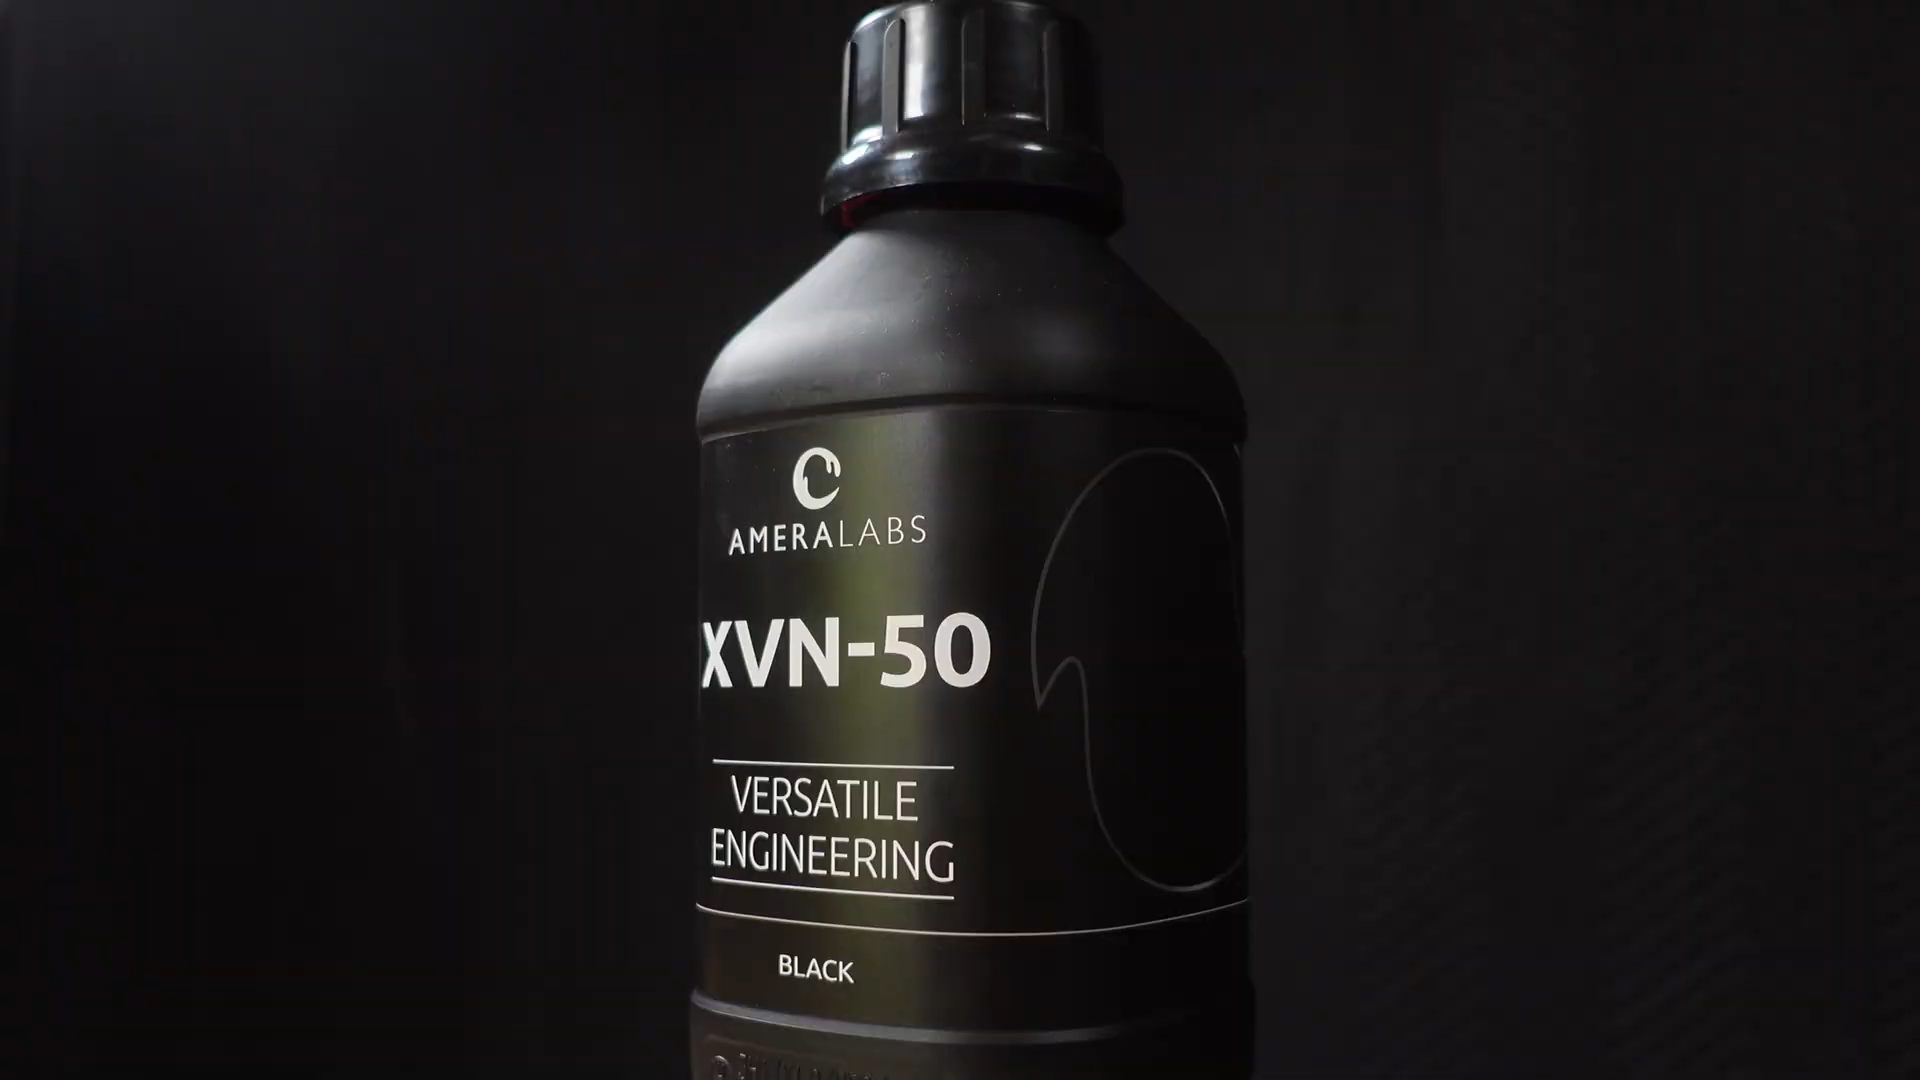 AMERALABS
XVN-50
VERSATILE
ENGINEERING
BLACK